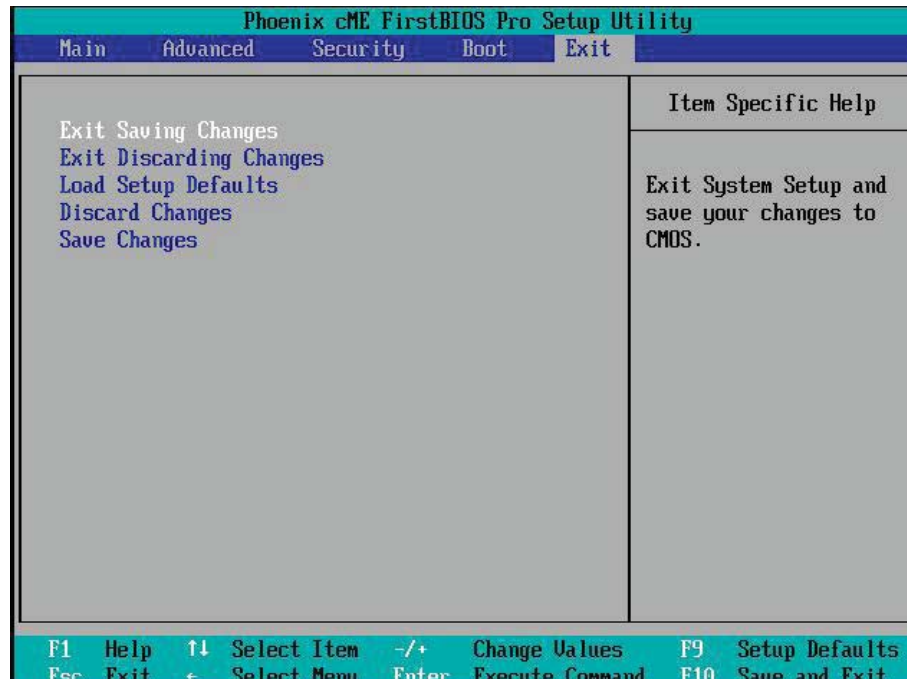 Phoenix cME FirstBIOS Pro Setup Utility
Main Advanced Security Boot Exit
Item Specific Help
Exit Saving Changes
Exit Discarding Changes
Load Setup Defaults
Discard Changes
Save Changes
Exit System Setup and
save your changes to
CMOS.
F1 Help ↑↓ Select Item -/+ Change Values F9 Setup Defaults
Esc Exit ← Select Menu Enter Execute Command F10 Save and Exit